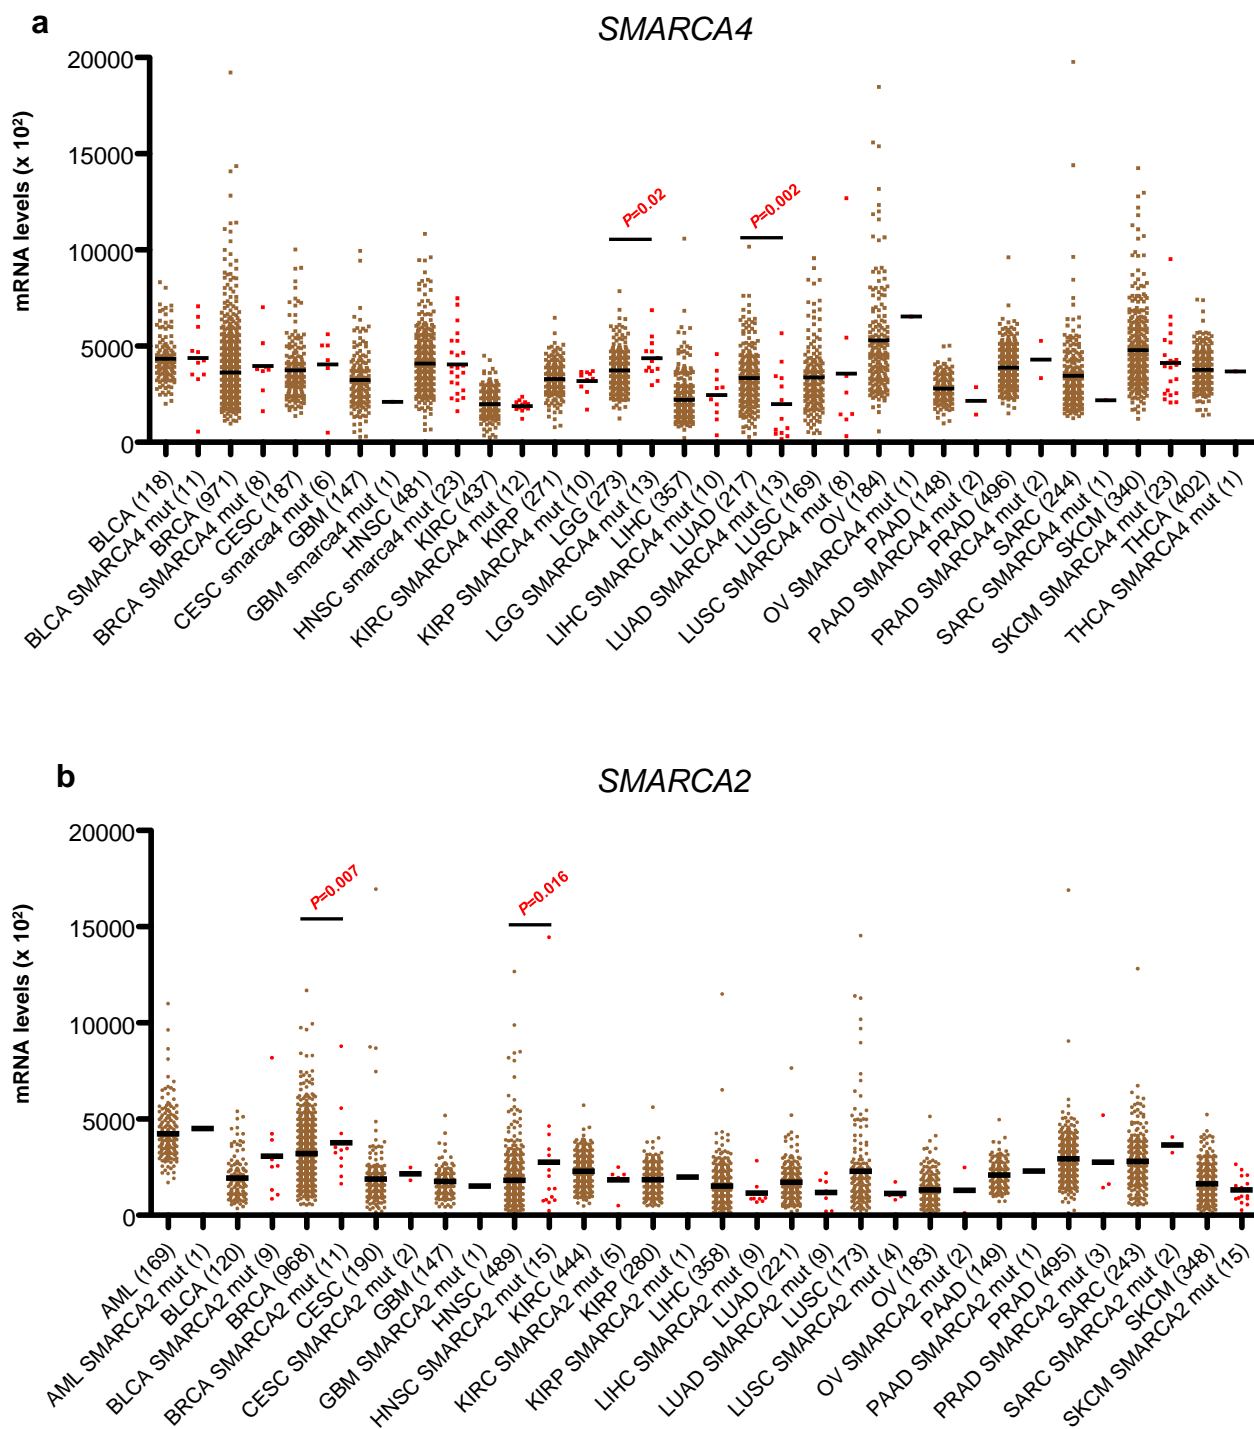 a
SMARCA4
mRNA levels (x 10²)
20000
15000
10000
5000
0
P=0.02
P=0.002
BLCA (118)
BLCA SMARCA4 mut (11)
BRCA (971)
BRCA SMARCA4 mut (8)
CESC (187)
CESC smarca4 mut (6)
GBM (147)
GBM smarca4 mut (1)
HNSC (481)
HNSC smarca4 mut (23)
KIRC (437)
KIRC SMARCA4 mut (12)
KIRP (271)
KIRP SMARCA4 mut (10)
LGG (273)
LGG SMARCA4 mut (13)
LIHC (357)
LIHC SMARCA4 mut (10)
LUAD (217)
LUAD SMARCA4 mut (13)
LUSC (169)
LUSC SMARCA4 mut (8)
OV (184)
OV SMARCA4 mut (1)
PAAD (148)
PAAD SMARCA4 mut (2)
PRAD (496)
PRAD SMARCA4 mut (2)
SARC (244)
SARC SMARCA4 mut (1)
SKCM (340)
SKCM SMARCA4 mut (23)
THCA (402)
THCA SMARCA4 mut (1)
b
SMARCA2
mRNA levels (x 10²)
20000
15000
10000
5000
0
P=0.007
P=0.016
AML (169)
AML SMARCA2 mut (1)
BLCA (120)
BLCA SMARCA2 mut (9)
BRCA (968)
BRCA SMARCA2 mut (11)
CESC (190)
CESC SMARCA2 mut (2)
GBM (147)
GBM SMARCA2 mut (1)
HNSC (489)
HNSC SMARCA2 mut (15)
KIRC (444)
KIRC SMARCA2 mut (5)
KIRP (280)
KIRP SMARCA2 mut (1)
LIHC (358)
LIHC SMARCA2 mut (9)
LUAD (221)
LUAD SMARCA2 mut (9)
LUSC (173)
LUSC SMARCA2 mut (4)
OV (183)
OV SMARCA2 mut (2)
PAAD (149)
PAAD SMARCA2 mut (1)
PRAD (495)
PRAD SMARCA2 mut (3)
SARC (243)
SARC SMARCA2 mut (2)
SKCM (348)
SKCM SMARCA2 mut (15)